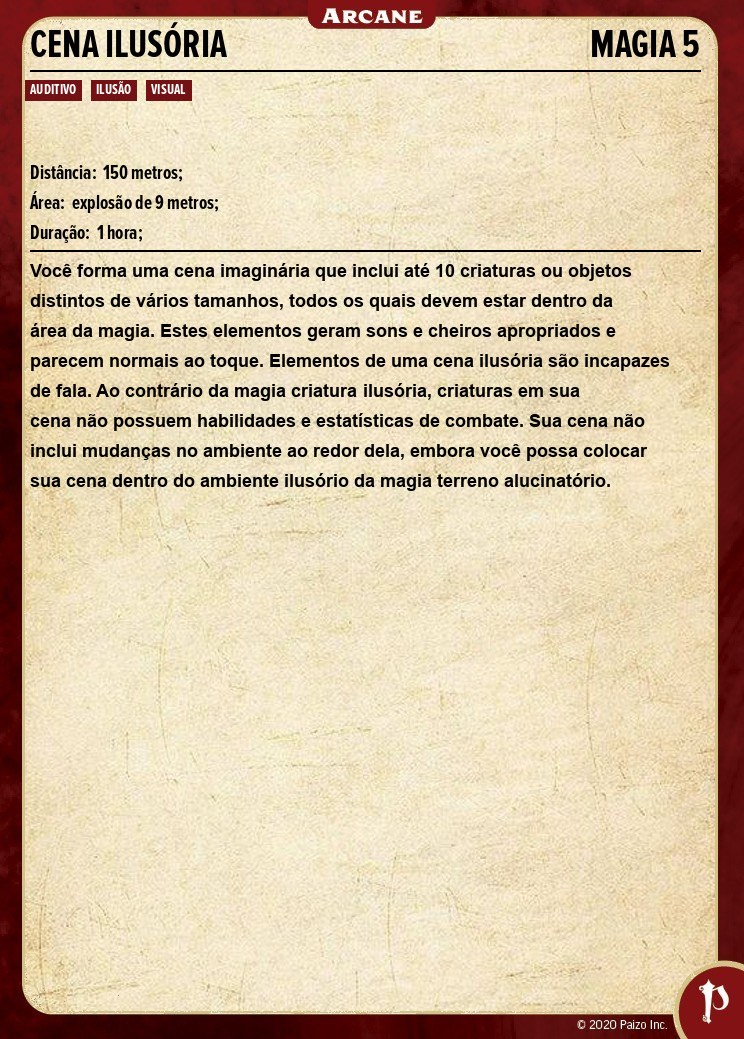 ARCANE
CENA ILUSÓRIA MAGIA 5
AUDITIVO ILUSÃO VISUAL
Distância: 150 metros;
Área: explosão de 9 metros;
Duração: 1 hora;
Você forma uma cena imaginária que inclui até 10 criaturas ou objetos
distintos de vários tamanhos, todos os quais devem estar dentro da
área da magia. Estes elementos geram sons e cheiros apropriados e
parecem normais ao toque. Elementos de uma cena ilusória são incapazes
de fala. Ao contrário da magia criatura ilusória, criaturas em sua
cena não possuem habilidades e estatísticas de combate. Sua cena não
inclui mudanças no ambiente ao redor dela, embora você possa colocar
sua cena dentro do ambiente ilusório da magia terreno alucinatório.
© 2020 Paizo Inc.
P